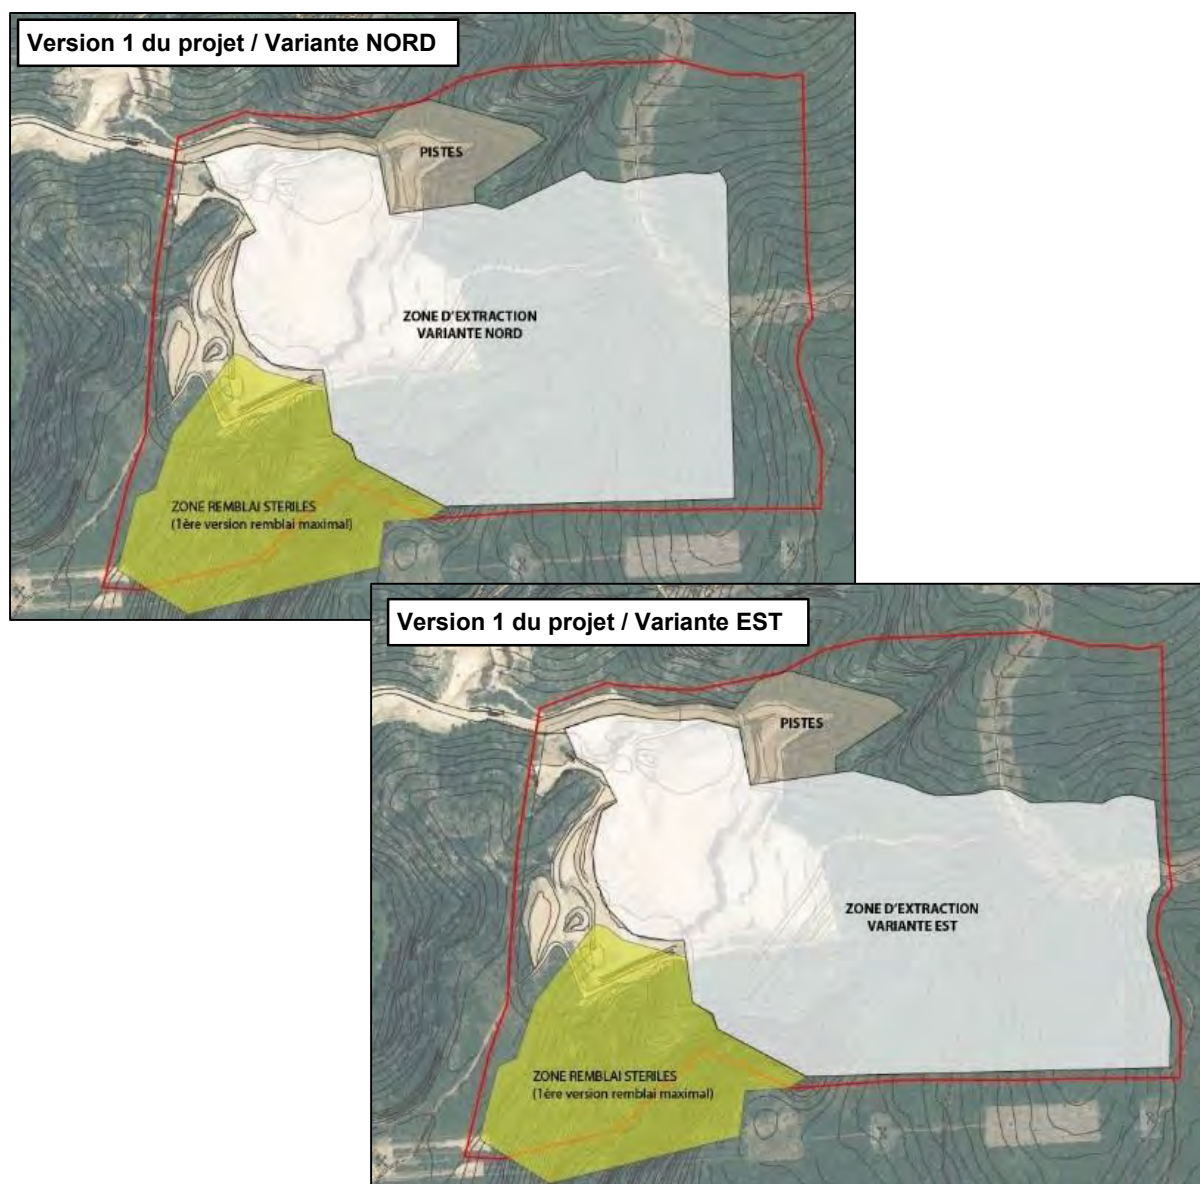 Version 1 du projet / Variante NORD
PISTES
ZONE D'EXTRACTION
VARIANTE NORD
ZONE REMBLAI STERILES
(1ère version remblai maximal)
Version 1 du projet / Variante EST
PISTES
ZONE D'EXTRACTION
VARIANTE EST
ZONE REMBLAI STERILES
(1ère version remblai maximal)